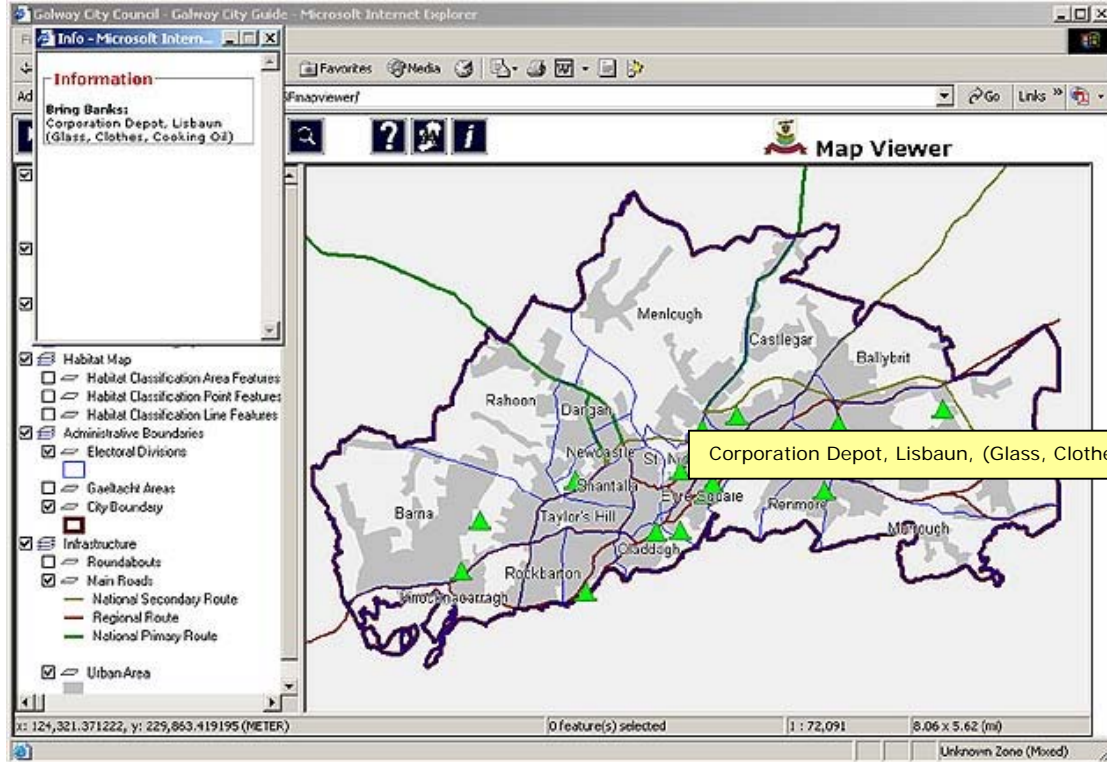 Galway City Council - Galway City Guide - Microsoft Internet Explorer
Info - Microsoft Intern...
Information
Bring Banks:
Corporation Depot, Lisbaun
(Glass, Clothes, Cooking Oil)
Favorites
Media
Fmapviewer/
Go
Links
Map Viewer
Habitat Map
Habitat Classification Area Features
Habitat Classification Point Features
Habitat Classification Line Features
Administrative Boundaries
Electoral Divisions
Gaeltacht Areas
City Boundary
Infrastructure
Roundabouts
Main Roads
National Secondary Route
Regional Route
National Primary Route
Urban Area
Menlough
Castlegar
Ballybrit
Rahoon
Dangan
Newcastle
St. Ni
Corporation Depot, Lisbaun, (Glass, Clothe
Shantalla
Eyre Square
Renmore
Barna
Taylor's Hill
Murrough
Claddagh
Rockbarton
Knocknacarragh
x: 124,321.371222, y: 229,863.419195 (METER)
0 feature(s) selected
1 : 72,091
8.06 x 5.62 (mi)
Unknown Zone (Mixed)